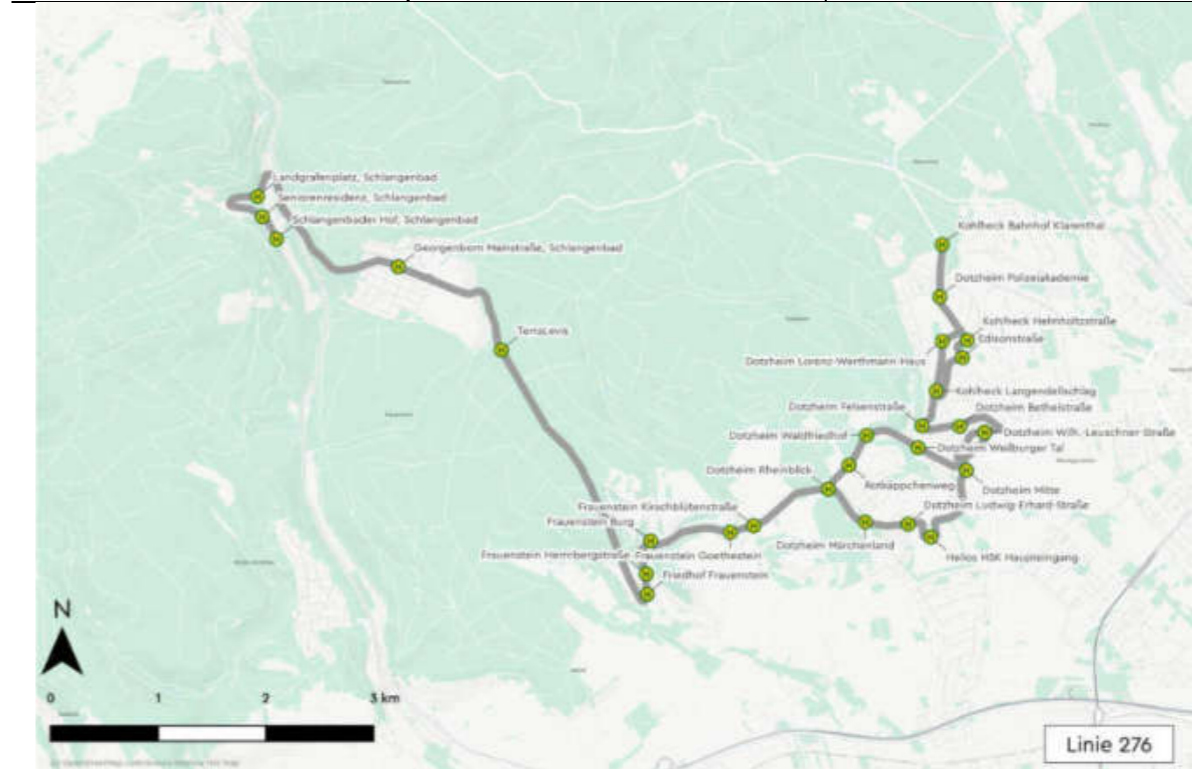 Landgrafenplatz, Schlangenbad
Seniorenresidenz, Schlangenbad
Schlangenbader Hof, Schlangenbad
Georgenborn Mainstraße, Schlangenbad
Kohlheck Bahnhof Klarenthal
Dotzheim Polizeiakademie
Kohlheck Helmholtzstraße
TerraLevis
Edisonstraße
Dotzheim Lorenz-Werthmann Haus
Kohlheck Langendellschlag
Dotzheim Felsenstraße
Dotzheim Bethelstraße
Dotzheim Waldfriedhof
Dotzheim Wilh.-Leuschner-Straße
Dotzheim Weilburger Tal
Dotzheim Rheinblick
Rotkäppchenweg
Dotzheim Mitte
Frauenstein Kirschblütenstraße
Dotzheim Ludwig-Erhard-Straße
Frauenstein Burg
Dotzheim Märchenland
Frauenstein Herrnbergstraße
Frauenstein Goethestein
Helios HSK Haupteingang
Friedhof Frauenstein
N
0 1 2 3 km
Linie 276